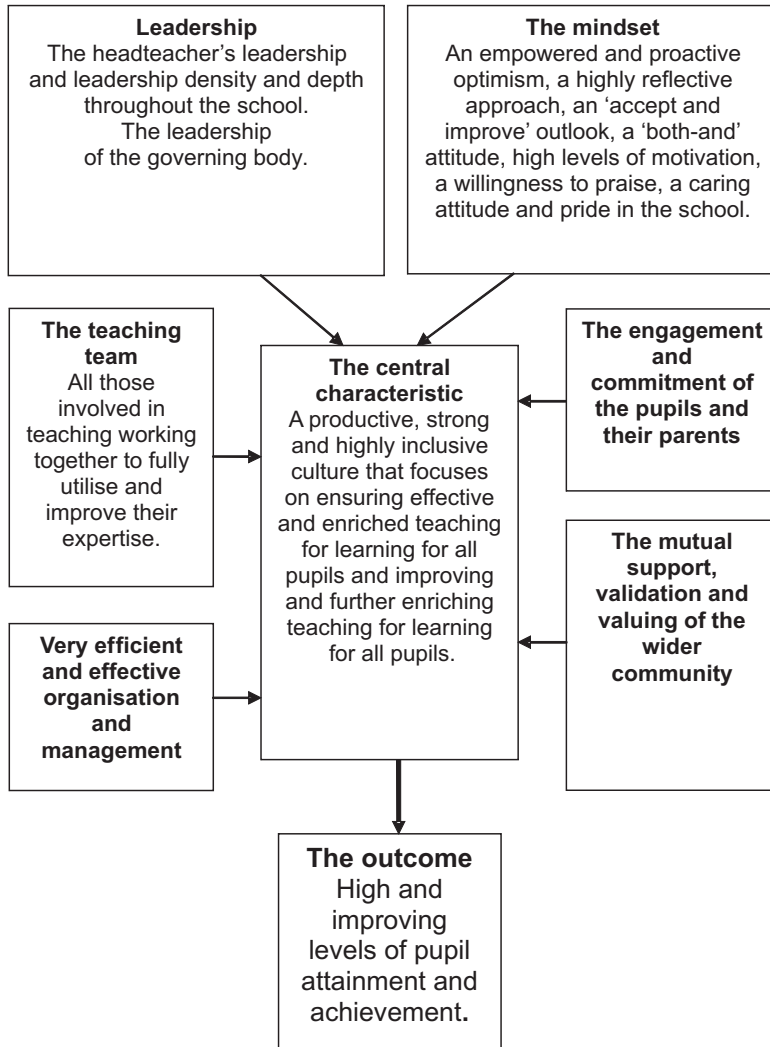 Leadership
The headteacher’s leadership
and leadership density and depth
throughout the school.
The leadership
of the governing body.
The mindset
An empowered and proactive
optimism, a highly reflective
approach, an ‘accept and
improve’ outlook, a ‘both-and’
attitude, high levels of motivation,
a willingness to praise, a caring
attitude and pride in the school.
The teaching
team
All those
involved in
teaching working
together to fully
utilise and
improve their
expertise.
The central
characteristic
A productive, strong
and highly inclusive
culture that focuses
on ensuring effective
and enriched teaching
for learning for all
pupils and improving
and further enriching
teaching for learning
for all pupils.
The engagement
and
commitment of
the pupils and
their parents
Very efficient
and effective
organisation
and
management
The mutual
support,
validation and
valuing of the
wider
community
The outcome
High and
improving
levels of pupil
attainment and
achievement.